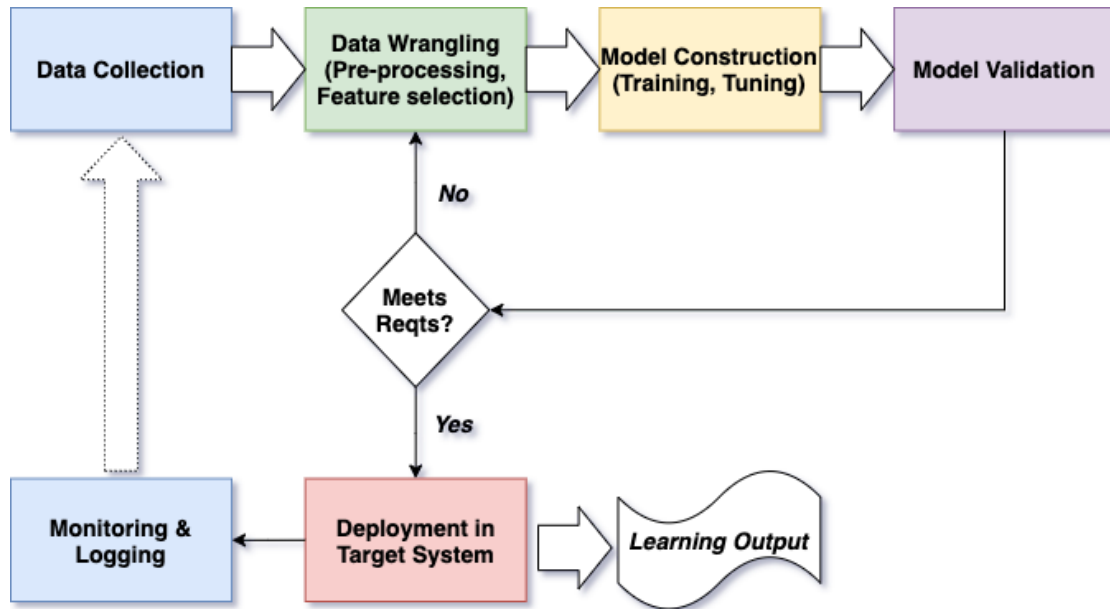 Data Collection
Data Wrangling
(Pre-processing,
Feature selection)
Model Construction
(Training, Tuning)
Model Validation
No
Meets
Reqts?
Yes
Monitoring &
Logging
Deployment in
Target System
Learning Output